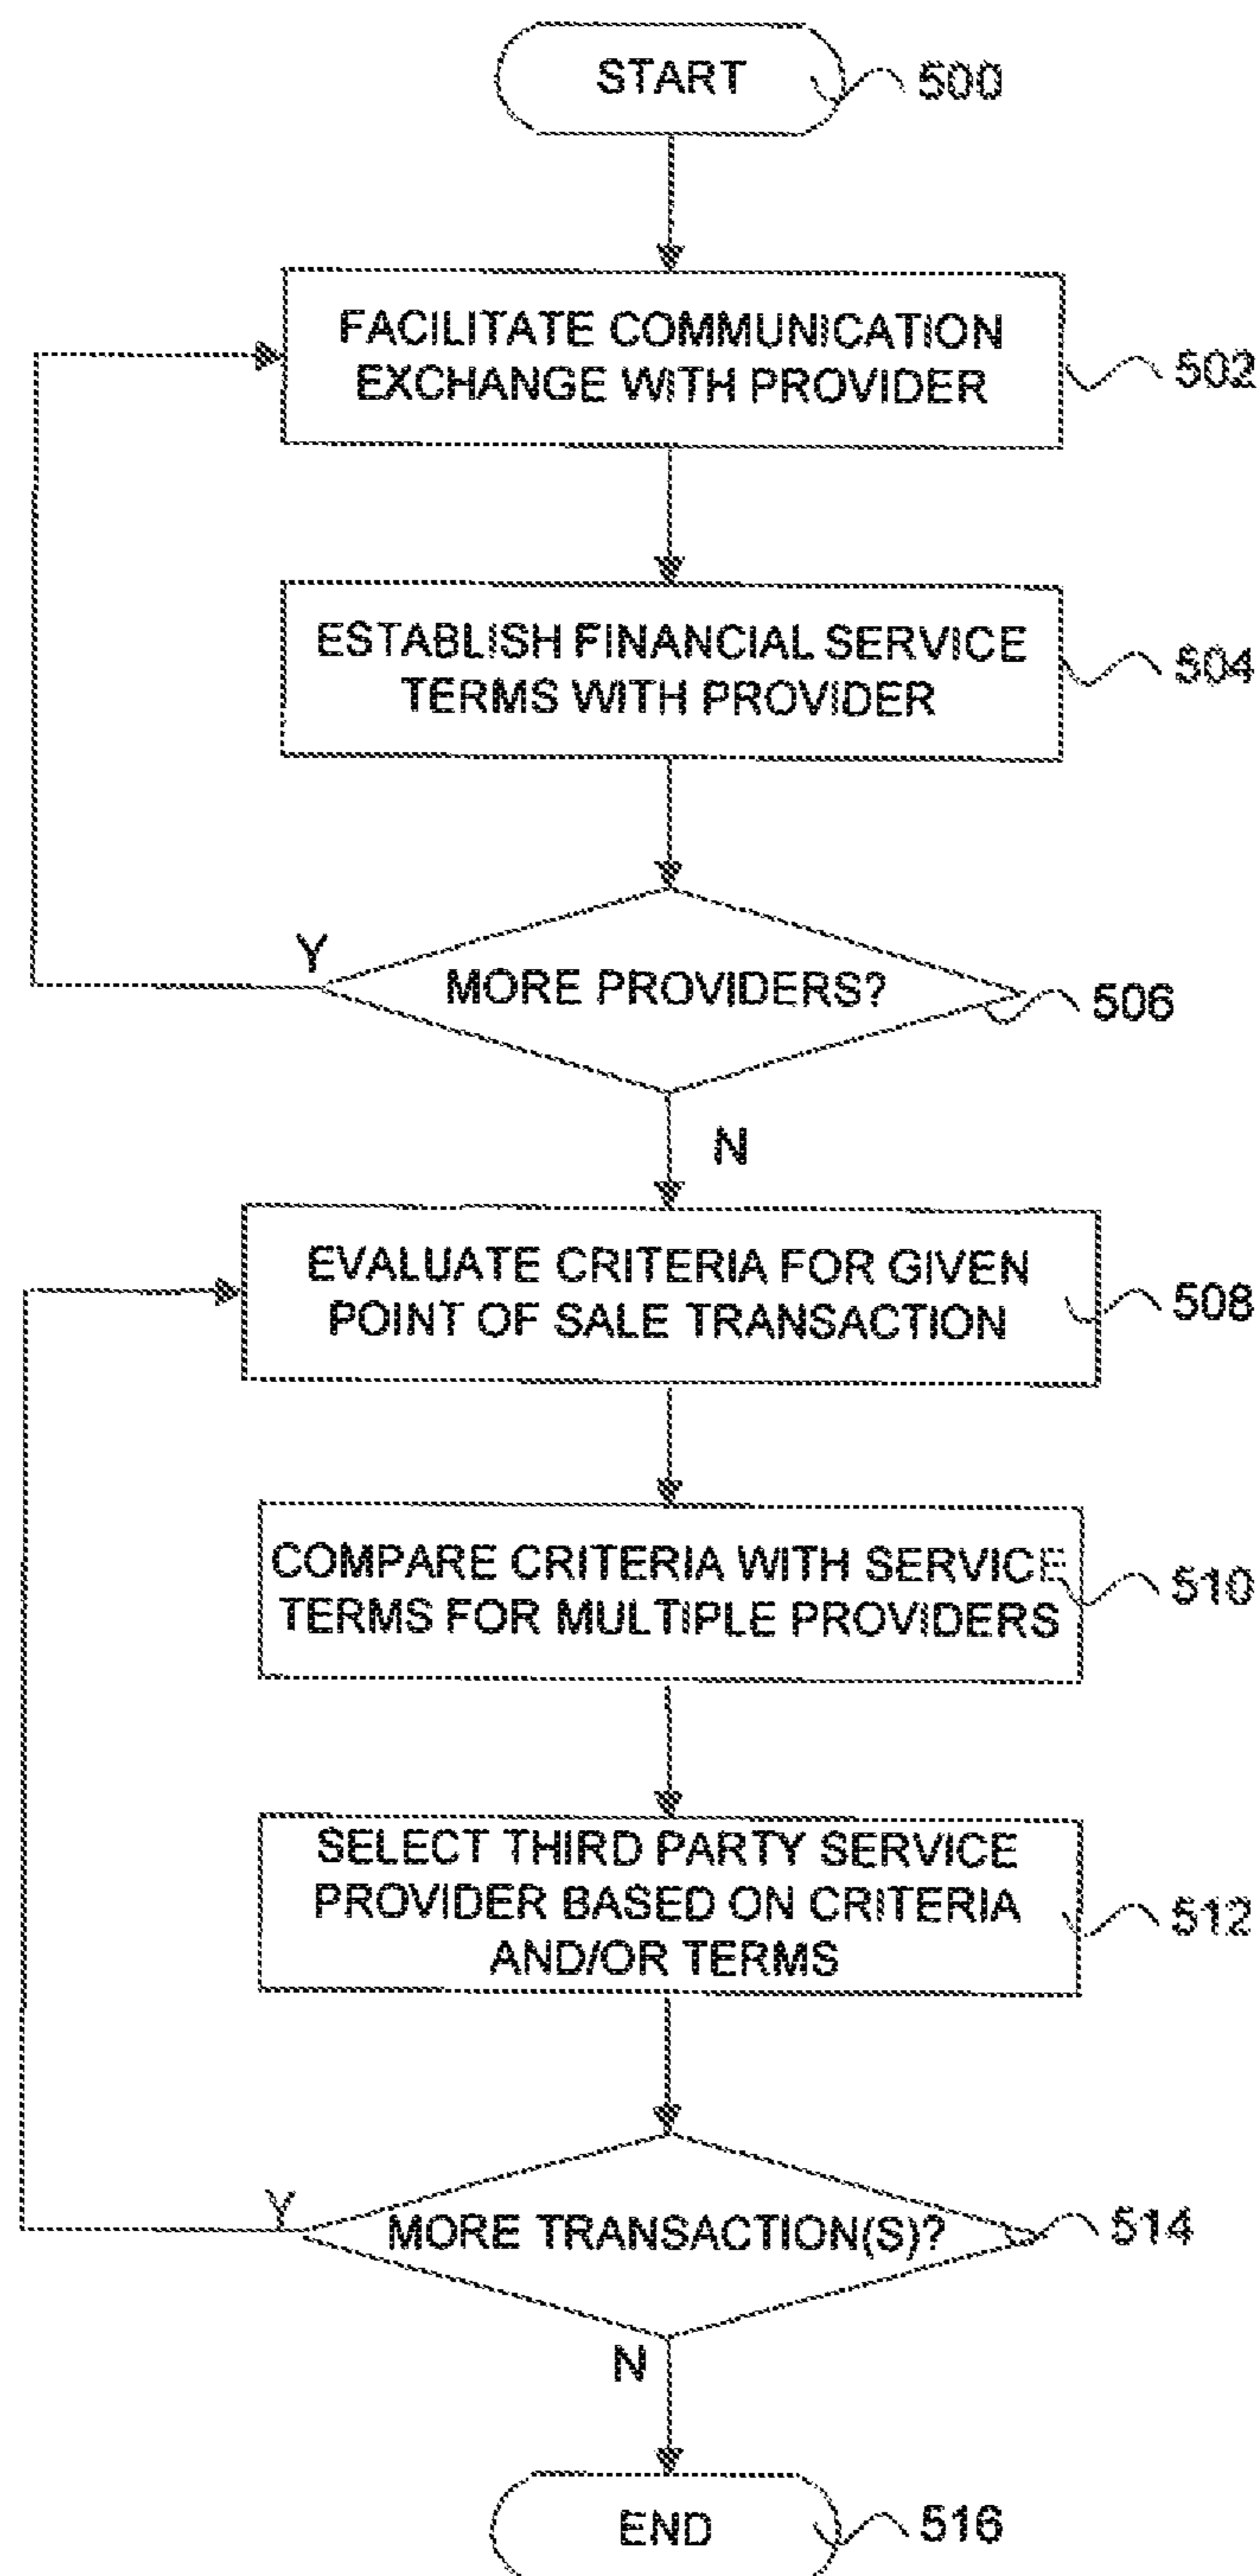 START
500
FACILITATE COMMUNICATION
EXCHANGE WITH PROVIDER
502
ESTABLISH FINANCIAL SERVICE
TERMS WITH PROVIDER
504
Y
MORE PROVIDERS?
506
N
EVALUATE CRITERIA FOR GIVEN
POINT OF SALE TRANSACTION
508
COMPARE CRITERIA WITH SERVICE
TERMS FOR MULTIPLE PROVIDERS
510
SELECT THIRD PARTY SERVICE
PROVIDER BASED ON CRITERIA
AND/OR TERMS
512
Y
MORE TRANSACTION(S)?
514
N
END
516